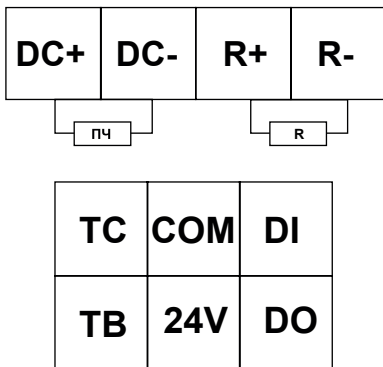 DC+ DC- R+ R-
ПЧ R
TC COM DI
TB 24V DO